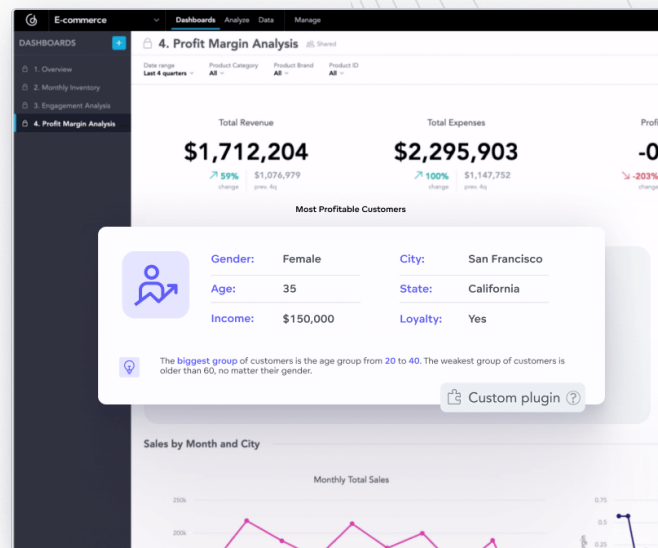 E-commerce
Dashboards Analyze Data Manage
DASHBOARDS +
1. Overview
2. Monthly Inventory
3. Engagement Analysis
4. Profit Margin Analysis
4. Profit Margin Analysis Shared
Date range Product Category Product Brand Product ID
Last 4 quarters All All All
Total Revenue Total Expenses Profi
$1,712,204 $2,295,903 -0
59% $1,076,979 100% $1,147,752 -203%
change prev. 4q change prev. 4q change
Most Profitable Customers
Gender: Female City: San Francisco
Age: 35 State: California
Income: $150,000 Loyalty: Yes
The biggest group of customers is the age group from 20 to 40. The weakest group of customers is
older than 60, no matter their gender.
Custom plugin ?
Sales by Month and City
Monthly Total Sales
250k 0.75
0.5
200k 0.25